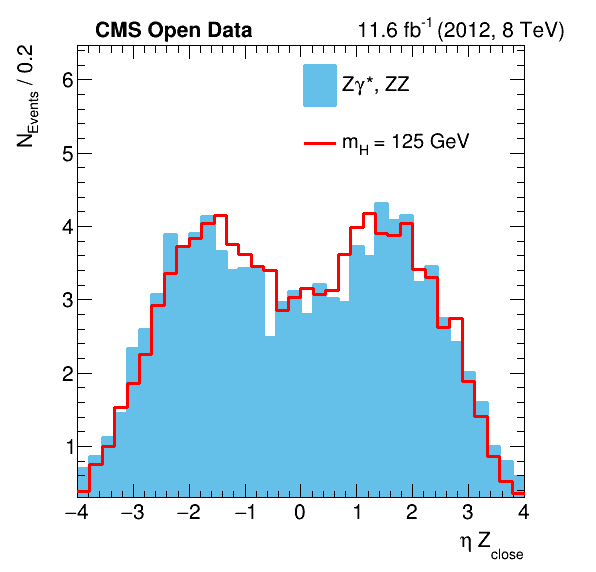 CMS Open Data 11.6 fb⁻¹ (2012, 8 TeV)
N_Events / 0.2
Zγ*, ZZ
m_H = 125 GeV
6
5
4
3
2
1
−4 −3 −2 −1 0 1 2 3 4
η Z_close